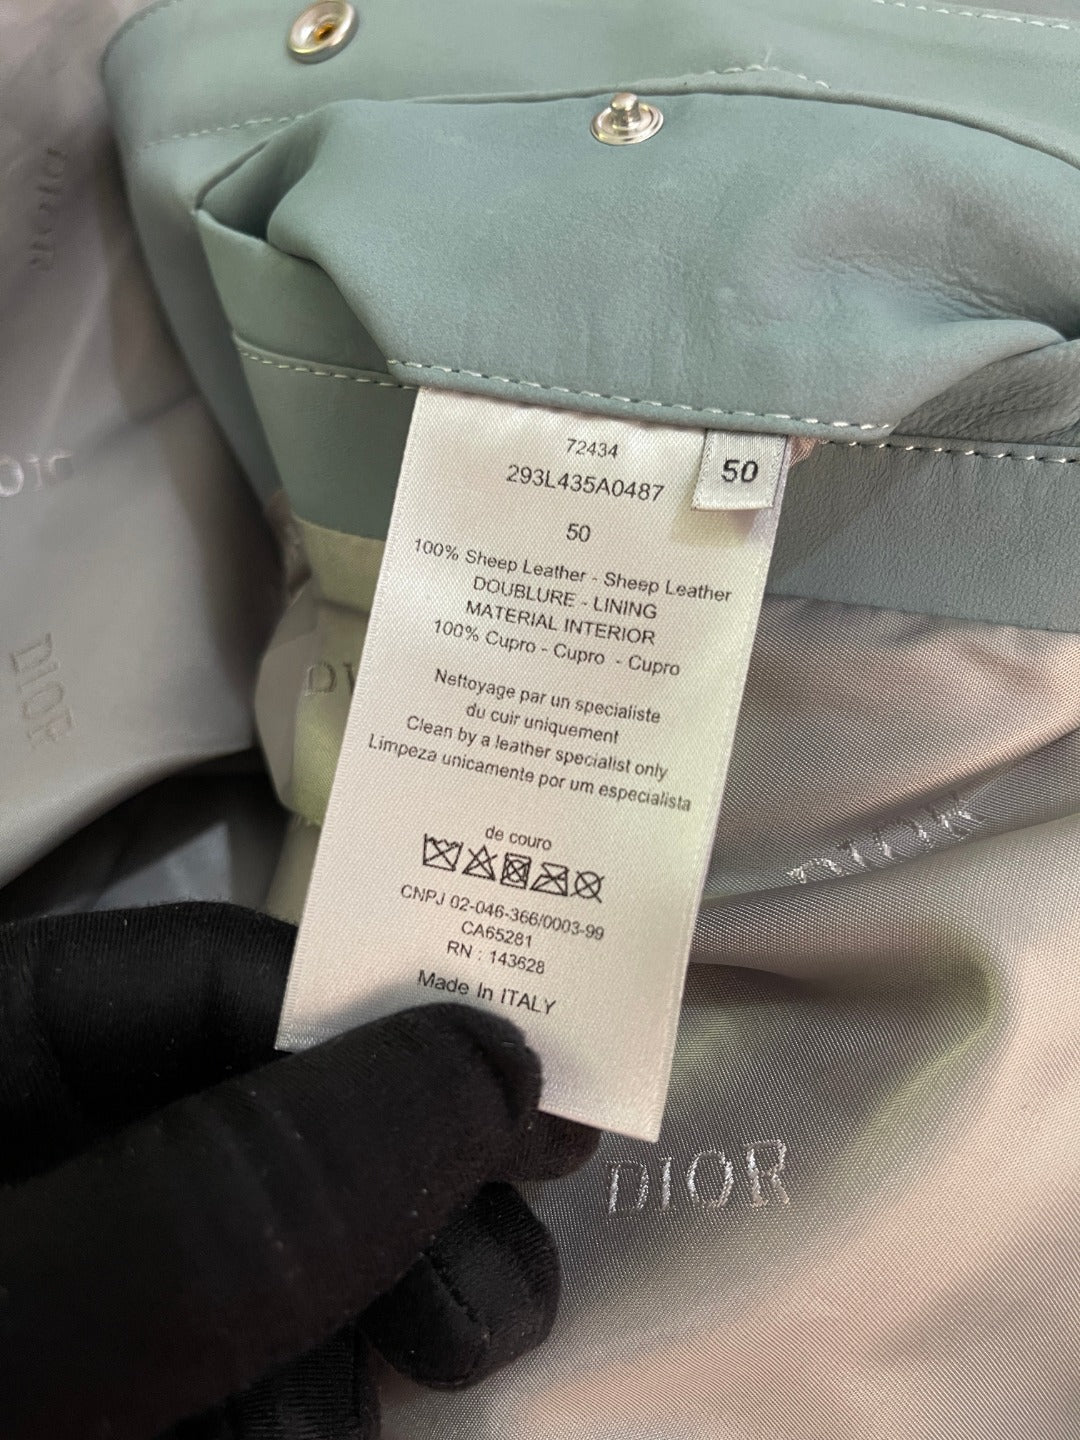 DIOR
DIOR
DIOR
72434
50
293L435A0487
50
100% Sheep Leather - Sheep Leather
DOUBLURE - LINING
MATERIAL INTERIOR
100% Cupro - Cupro - Cupro
Nettoyage par un specialiste
du cuir uniquement
Clean by a leather specialist only
Limpeza unicamente por um especialista
de couro
CNPJ 02-046-366/0003-99
CA65281
RN : 143628
Made In ITALY
DIOR
DIOR